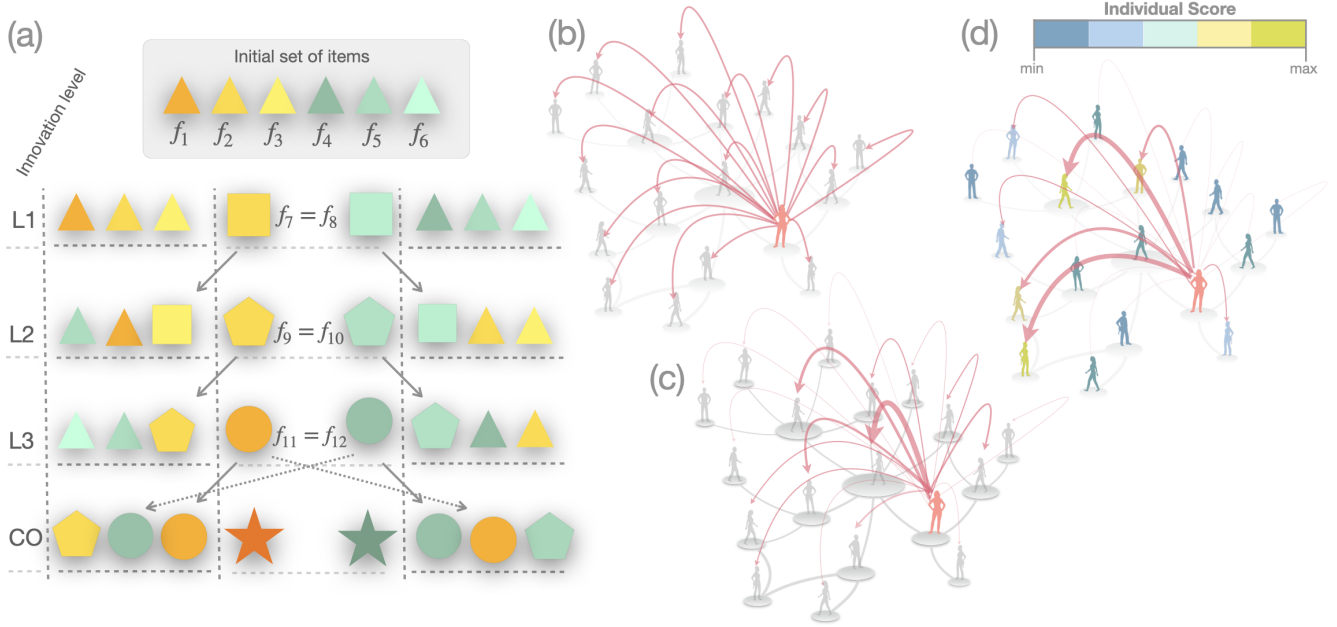 (a)
Innovation level
Initial set of items
f1 f2 f3 f4 f5 f6
L1
f7 = f8
L2
f9 = f10
L3
f11 = f12
CO
(b)
(c)
(d)
Individual Score
min max